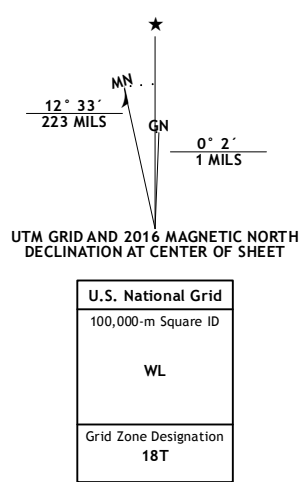 ★
MN
12° 33´
223 MILS
GN
0° 2´
1 MILS
UTM GRID AND 2016 MAGNETIC NORTH
DECLINATION AT CENTER OF SHEET
U.S. National Grid
100,000-m Square ID
WL
Grid Zone Designation
18T